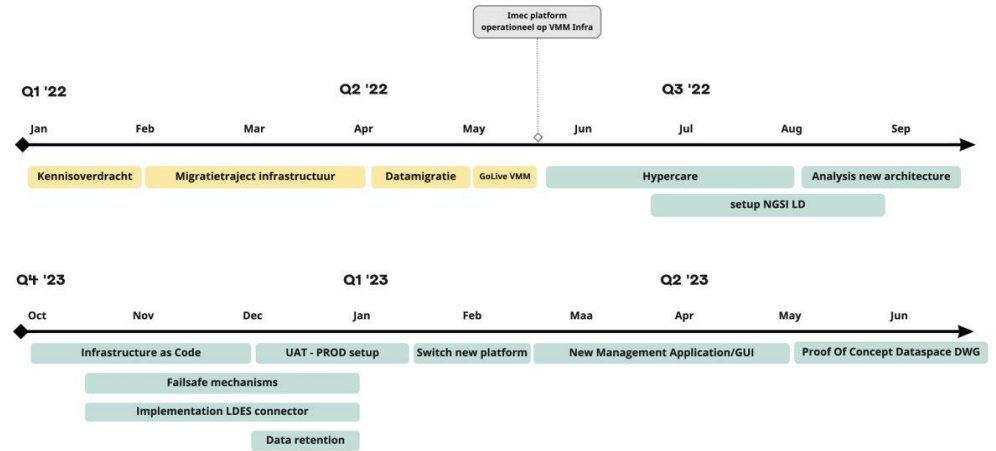 Imec platform
operationeel op VMM Infra
Q1 '22
Q2 '22
Q3 '22
Jan
Feb
Mar
Apr
May
Jun
Jul
Aug
Sep
Kennisoverdracht
Migratietraject infrastructuur
Datamigratie
GoLive VMM
Hypercare
Analysis new architecture
setup NGSI LD
Q4 '23
Q1 '23
Q2 '23
Oct
Nov
Dec
Jan
Feb
Maa
Apr
May
Jun
Infrastructure as Code
UAT - PROD setup
Switch new platform
New Management Application/GUI
Proof Of Concept Dataspace DWG
Failsafe mechanisms
Implementation LDES connector
Data retention